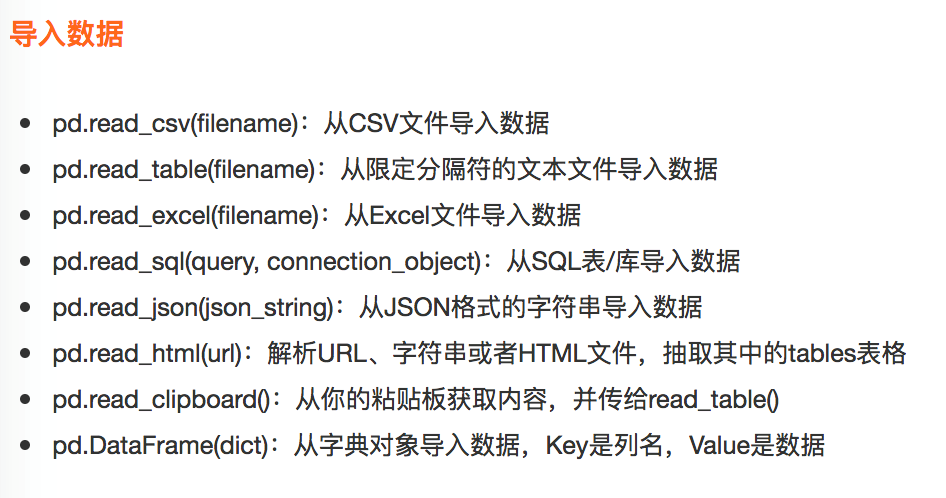 导入数据
• pd.read_csv(filename)：从CSV文件导入数据
• pd.read_table(filename)：从限定分隔符的文本文件导入数据
• pd.read_excel(filename)：从Excel文件导入数据
• pd.read_sql(query, connection_object)：从SQL表/库导入数据
• pd.read_json(json_string)：从JSON格式的字符串导入数据
• pd.read_html(url)：解析URL、字符串或者HTML文件，抽取其中的tables表格
• pd.read_clipboard()：从你的粘贴板获取内容，并传给read_table()
• pd.DataFrame(dict)：从字典对象导入数据，Key是列名，Value是数据